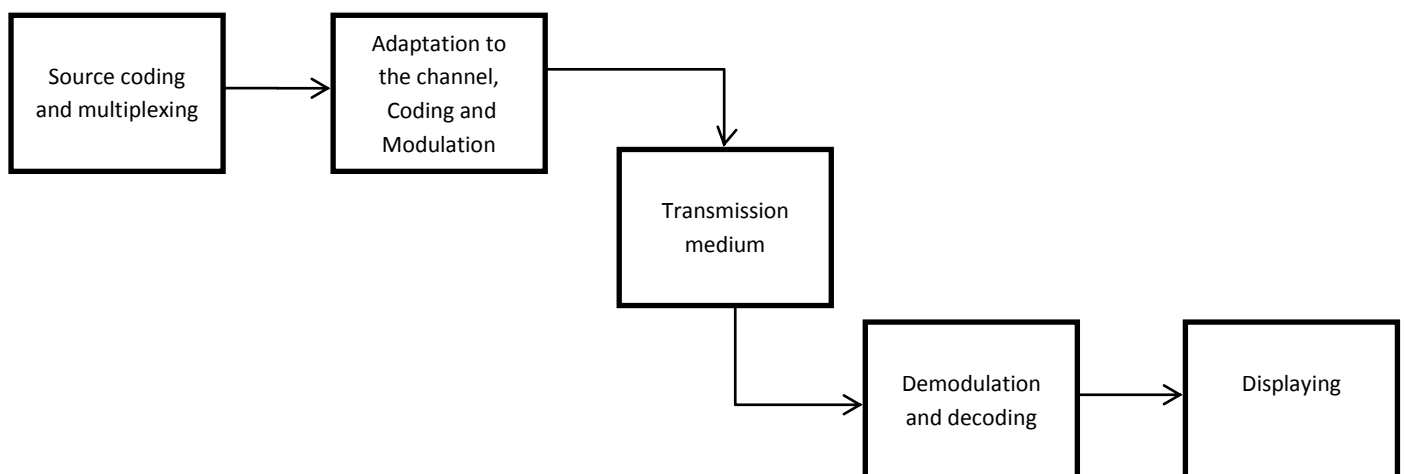 Source coding
and multiplexing
Adaptation to
the channel,
Coding and
Modulation
Transmission
medium
Demodulation
and decoding
Displaying